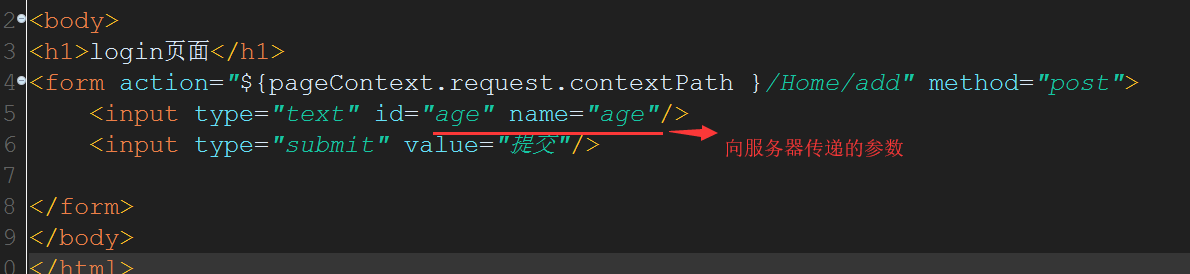 2 <body>
3 <h1>login页面</h1>
4 <form action="${pageContext.request.contextPath }/Home/add" method="post">
5 <input type="text" id="age" name="age"/>
6 <input type="submit" value="提交"/>
向服务器传递的参数
7
8 </form>
9 </body>
0 </html>